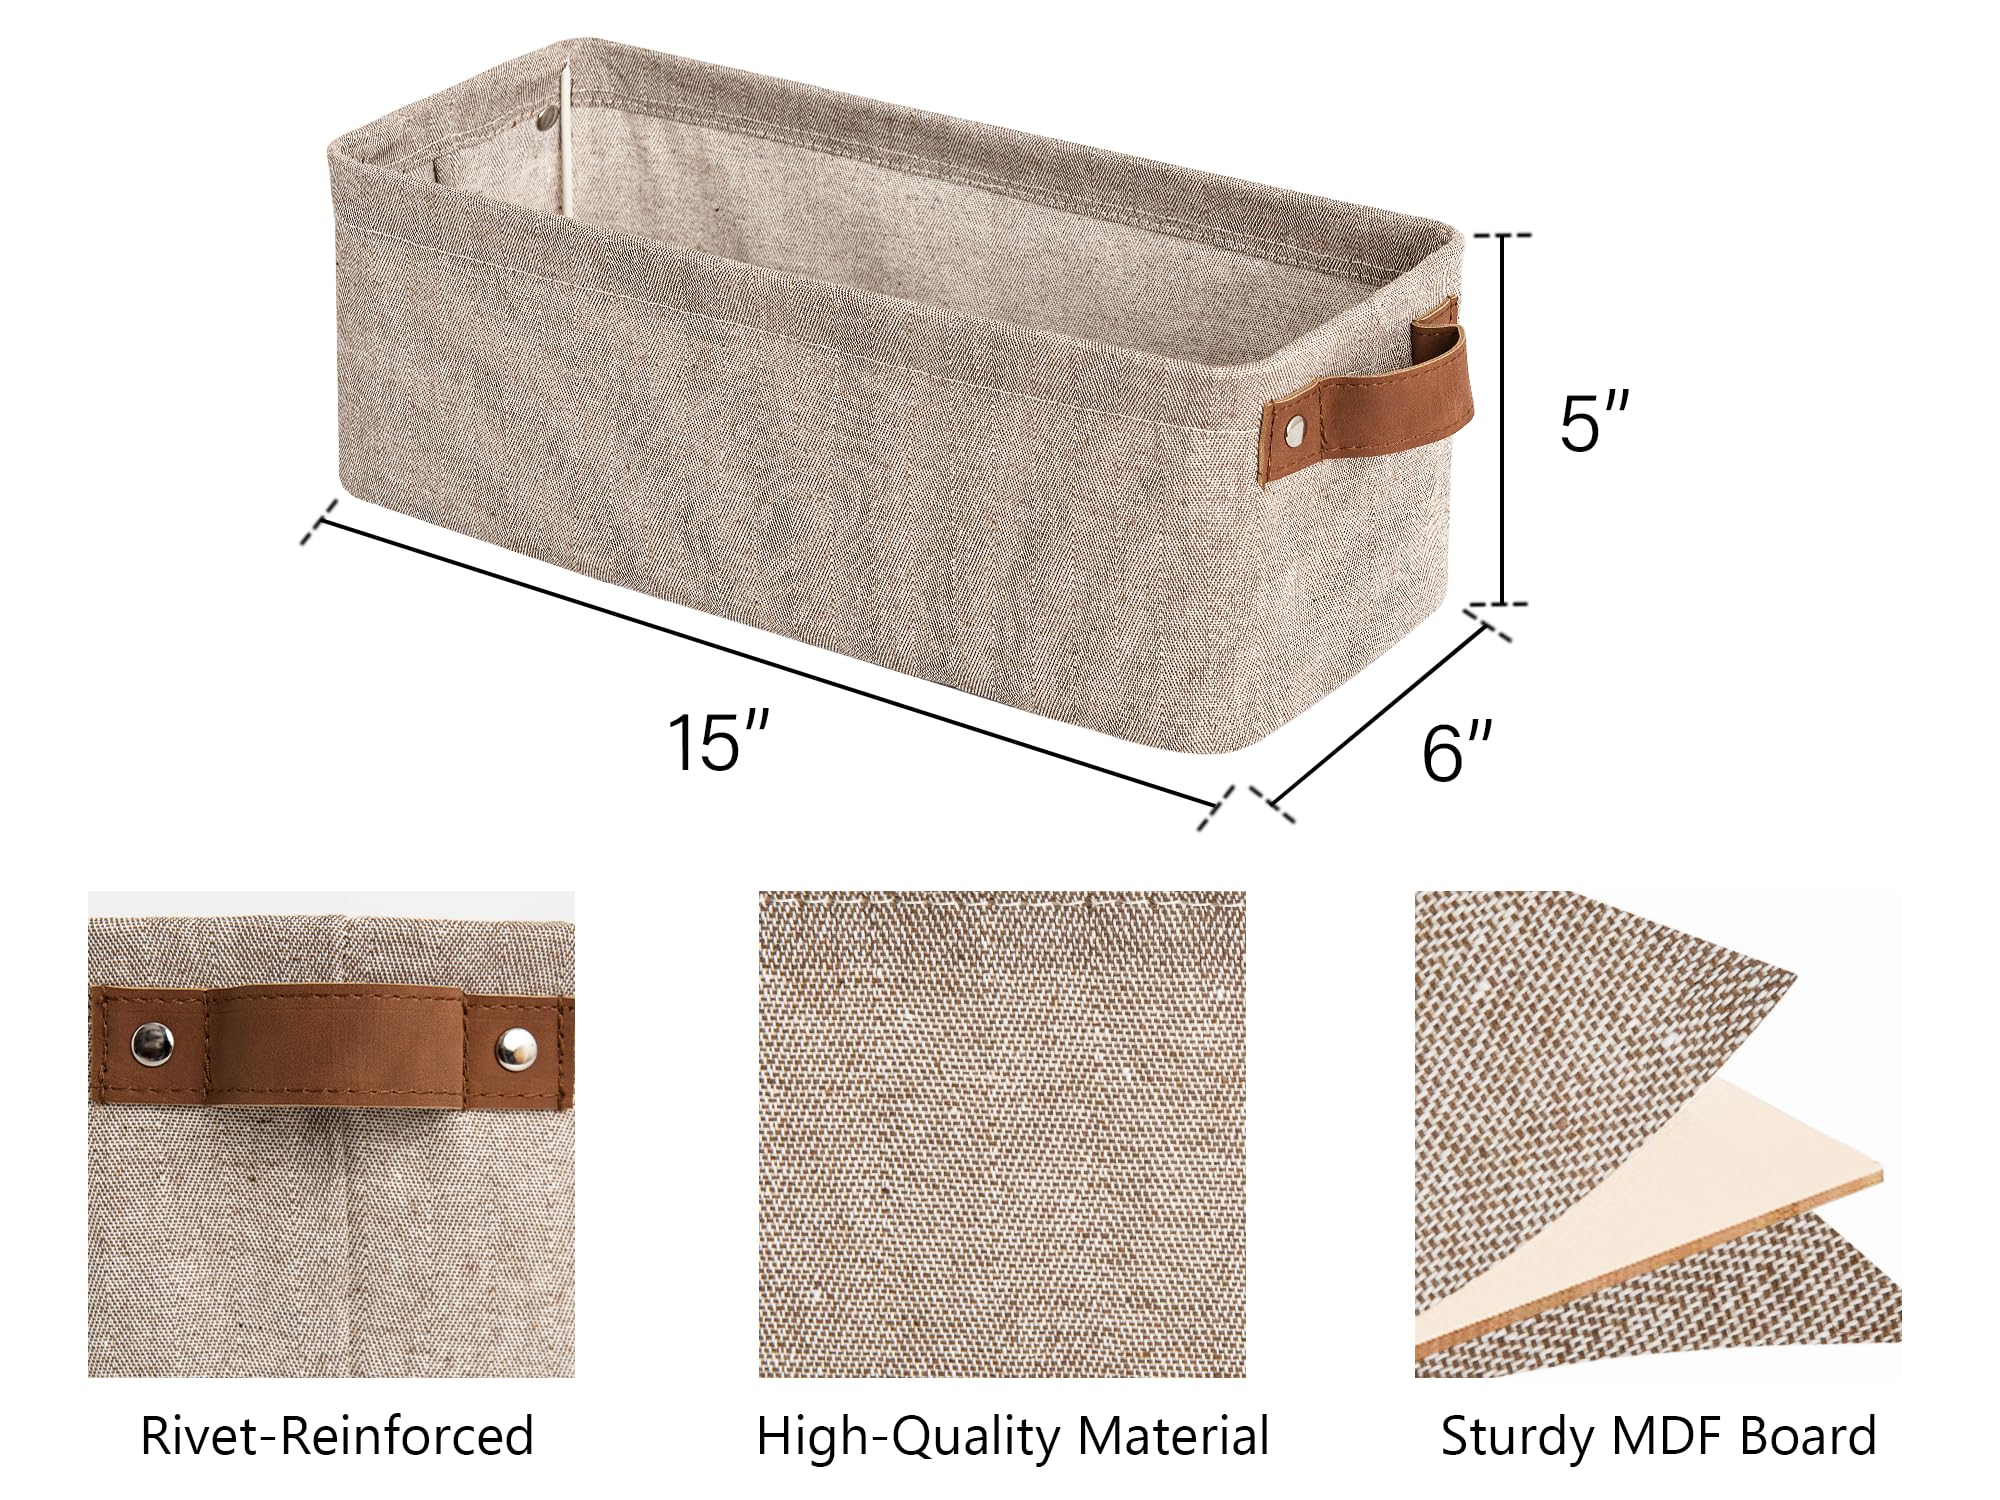 5"
15"
6"
Rivet-Reinforced
High-Quality Material
Sturdy MDF Board